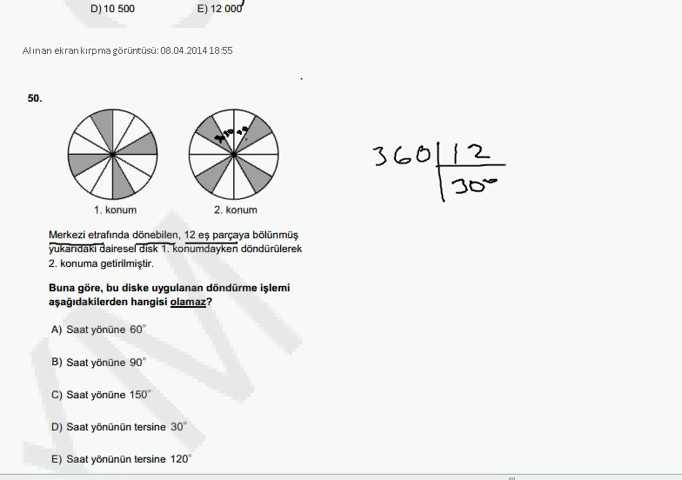 D) 10 500 E) 12 000
Alınan ekran kırpma görüntüsü: 08.04.2014 18:55
50.
360 12
30°
30 30
1. konum 2. konum
Merkezi etrafında dönebilen, 12 eş parçaya bölünmüş
yukarıdaki dairesel disk 1. konumdayken döndürülerek
2. konuma getirilmiştir.
Buna göre, bu diske uygulanan döndürme işlemi
aşağıdakilerden hangisi olamaz?
A) Saat yönüne 60°
B) Saat yönüne 90°
C) Saat yönüne 150°
D) Saat yönünün tersine 30°
E) Saat yönünün tersine 120°